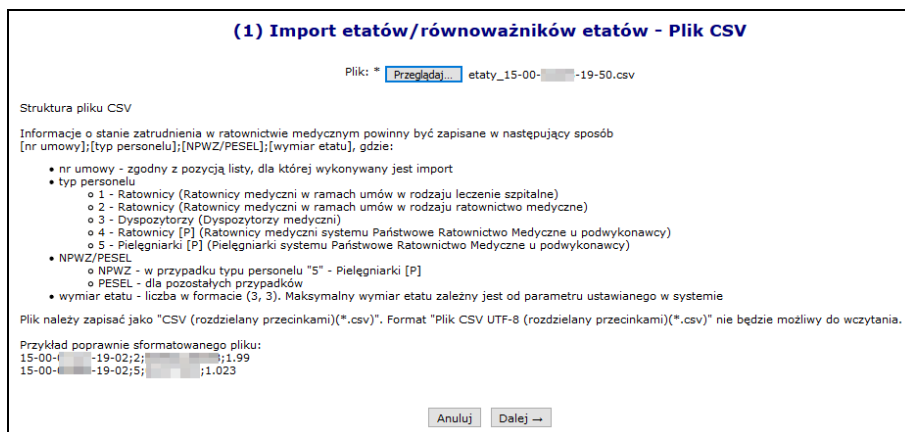 (1) Import etatów/równoważników etatów - Plik CSV
Plik: * Przeglądaj... etaty_15-00- -19-50.csv
Struktura pliku CSV
Informacje o stanie zatrudnienia w ratownictwie medycznym powinny być zapisane w następujący sposób
[nr umowy];[typ personelu];[NPWZ/PESEL];[wymiar etatu], gdzie:
• nr umowy - zgodny z pozycją listy, dla której wykonywany jest import
• typ personelu
o 1 - Ratownicy (Ratownicy medyczni w ramach umów w rodzaju leczenie szpitalne)
o 2 - Ratownicy (Ratownicy medyczni w ramach umów w rodzaju ratownictwo medyczne)
o 3 - Dyspozytorzy (Dyspozytorzy medyczni)
o 4 - Ratownicy [P] (Ratownicy medyczni systemu Państwowe Ratownictwo Medyczne u podwykonawcy)
o 5 - Pielęgniarki [P] (Pielęgniarki systemu Państwowe Ratownictwo Medyczne u podwykonawcy)
• NPWZ/PESEL
o NPWZ - w przypadku typu personelu "5" - Pielęgniarki [P]
o PESEL - dla pozostałych przypadków
• wymiar etatu - liczba w formacie (3, 3). Maksymalny wymiar etatu zależny jest od parametru ustawianego w systemie
Plik należy zapisać jako "CSV (rozdzielany przecinkami)(*.csv)". Format "Plik CSV UTF-8 (rozdzielany przecinkami)(*.csv)" nie będzie możliwy do wczytania.
Przykład poprawnie sformatowanego pliku:
15-00- -19-02;2; ;1.99
15-00- -19-02;5; ;1.023
Anuluj Dalej →